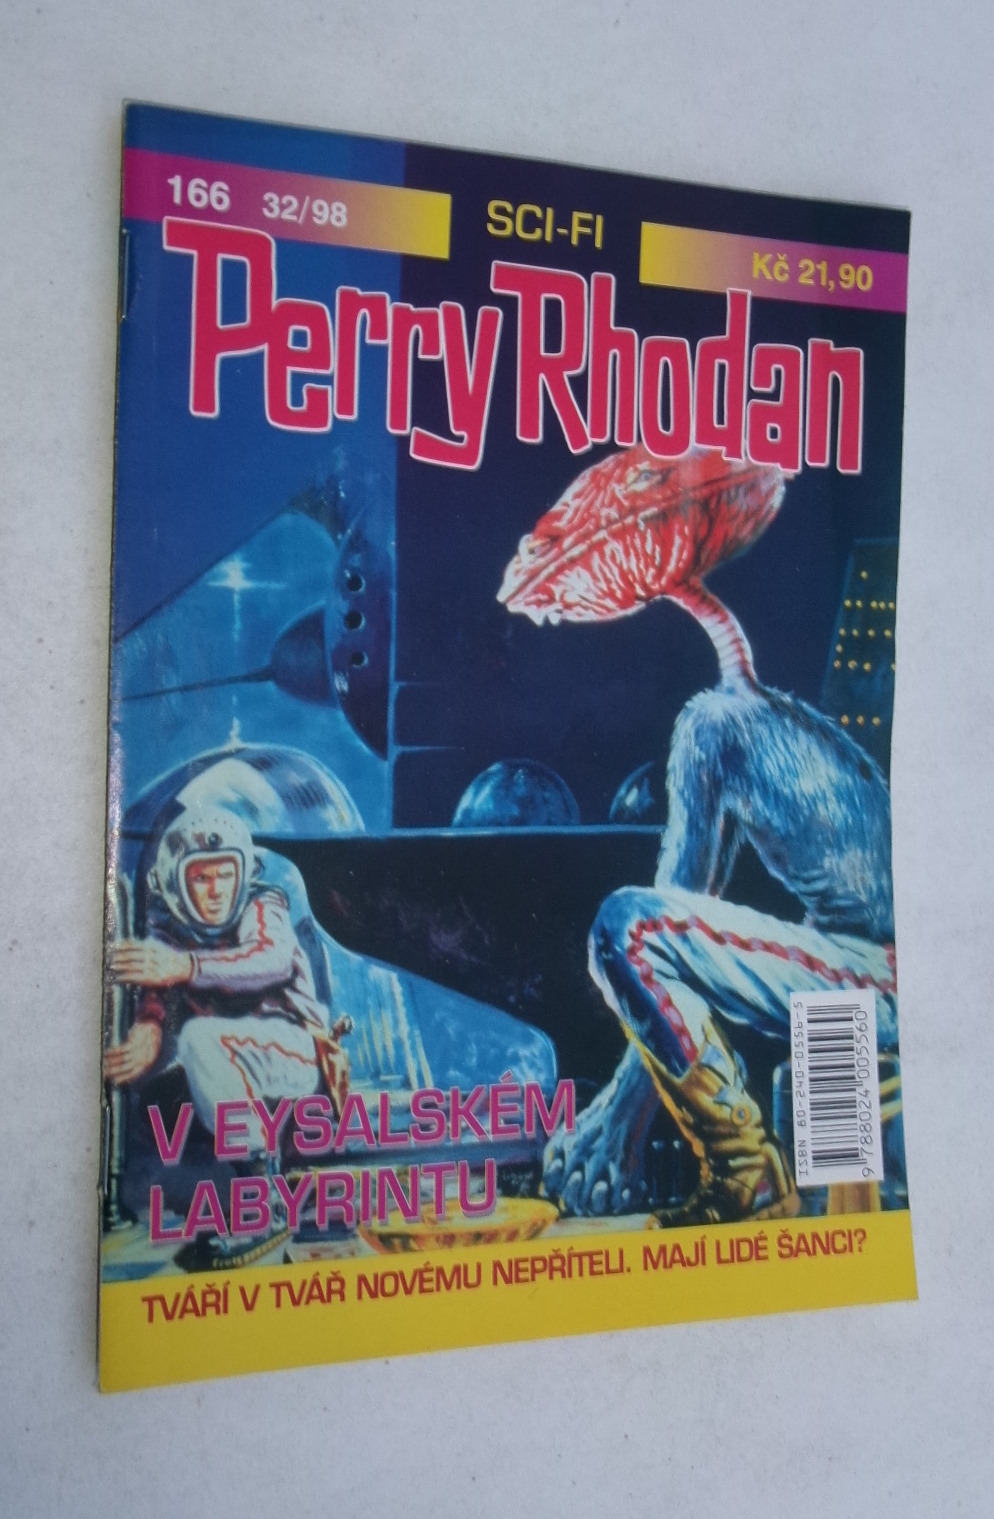 166 32/98
SCI-FI
Kč 21,90
Perry Rhodan
V EYSALSKÉM
LABYRINTU
ISBN 80-240-0556-5
9 788024 005560
TVÁŘÍ V TVÁŘ NOVÉMU NEPŘÍTELI. MAJÍ LIDÉ ŠANCI?